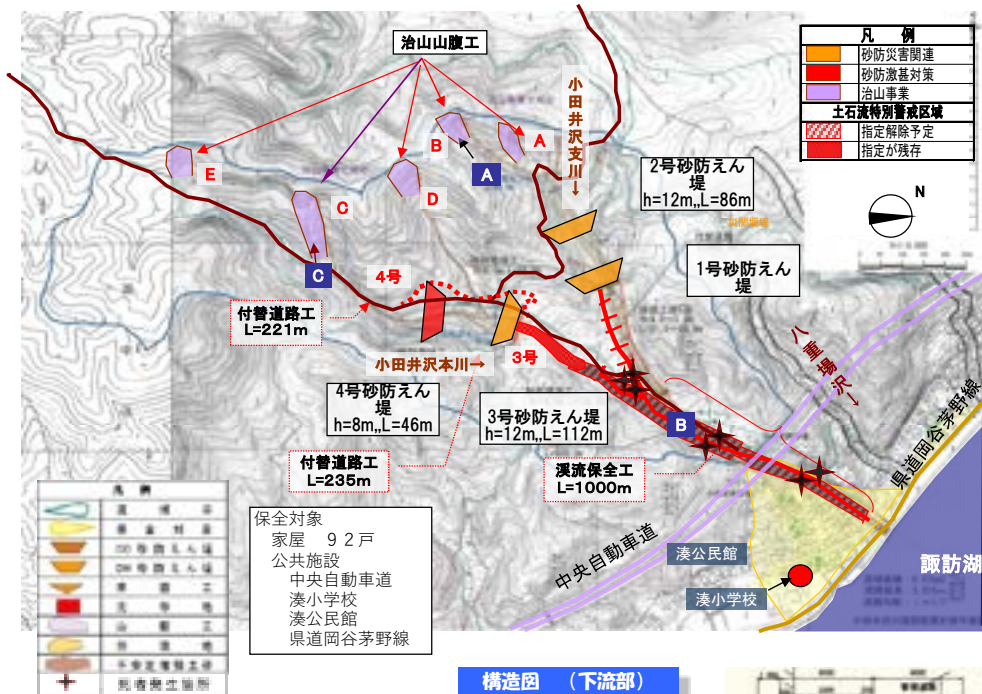 治山山腹工
小田井沢支川→
凡 例
砂防災害関連
砂防激甚対策
治山事業
土石流特別警戒区域
指定解除予定
指定が残存
N
A
B
A
E
C
D
C
2号砂防えん
堤
h=12m,,L=86m
1号砂防えん
堤
4号
付替道路工
L=221m
小田井沢本川→
3号
八重場沢→
4号砂防えん
堤
h=8m,,L=46m
3号砂防えん堤
h=12m,,L=112m
B
付替道路工
L=235m
渓流保全工
L=1000m
県道岡谷茅野線
中央自動車道
湊公民館
湊小学校
諏訪湖
保全対象
家屋 92戸
公共施設
中央自動車道
湊小学校
湊公民館
県道岡谷茅野線
凡 例
構造図 （下流部）